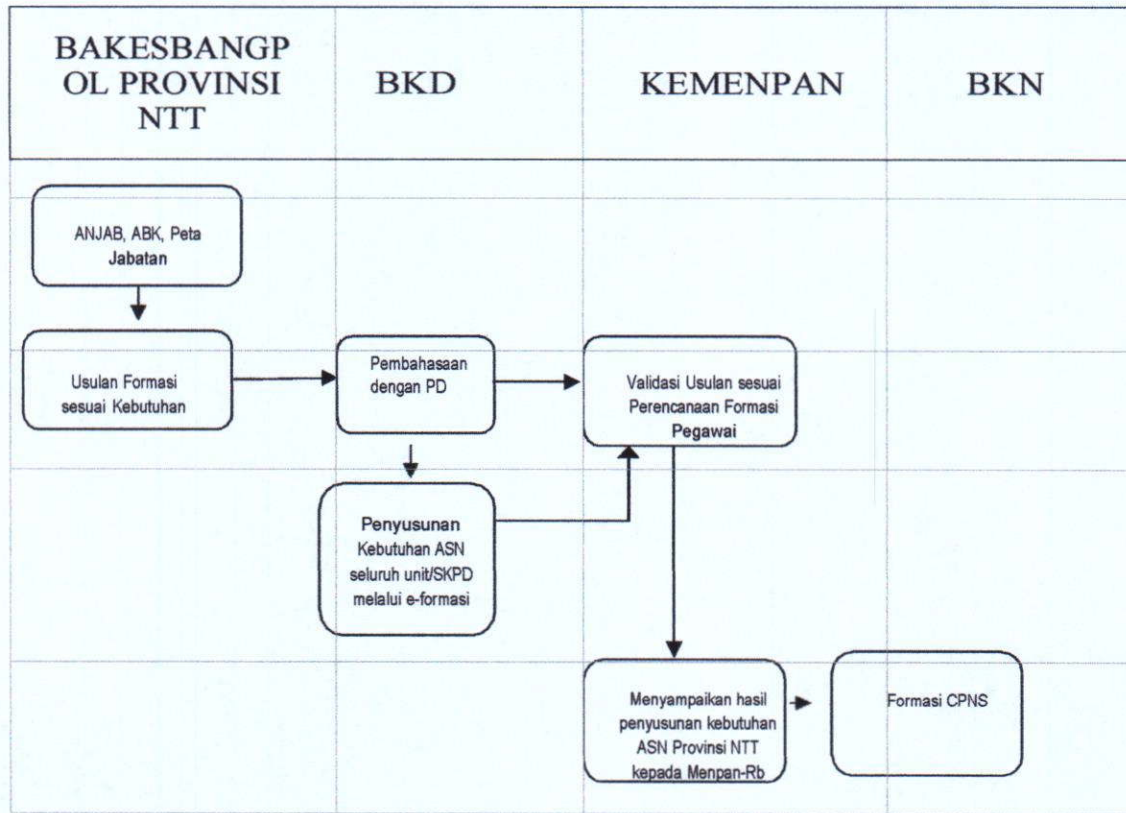 BAKESBANGP
OL PROVINSI
NTT
BKD
KEMENPAN
BKN
ANJAB, ABK, Peta
Jabatan
Usulan Formasi
sesuai Kebutuhan
Pembahasaan
dengan PD
Validasi Usulan sesuai
Perencanaan Formasi
Pegawai
Penyusunan
Kebutuhan ASN
seluruh unit/SKPD
melalui e-formasi
Menyampaikan hasil
penyusunan kebutuhan
ASN Provinsi NTT
kepada Menpan-Rb
Formasi CPNS